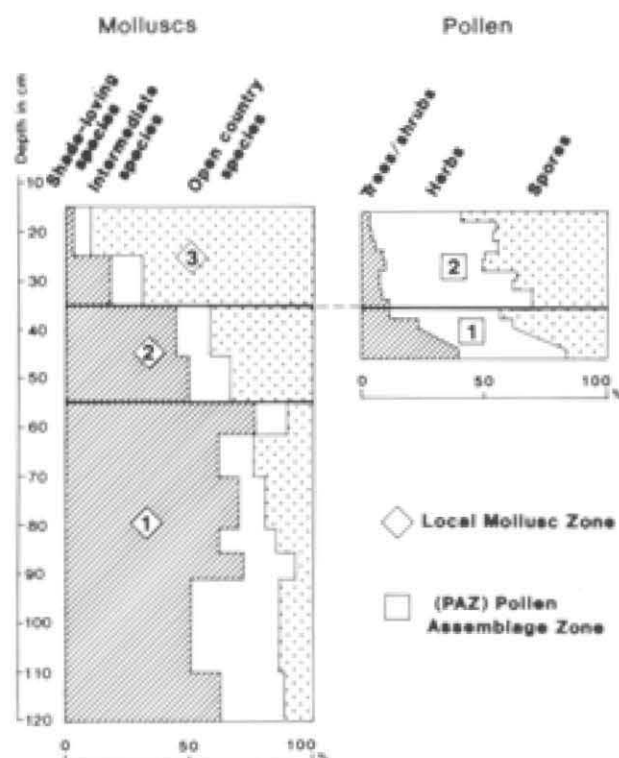 Molluscs
Pollen
Depth in cm
Shade-loving species
Intermediate species
Open country species
Trees/shrubs
Herbs
Spores
10
20
30
40
50
60
70
80
90
100
110
120
3
2
1
2
1
0 50 100 %
0 50 100
Local Mollusc Zone
(PAZ) Pollen
Assemblage Zone